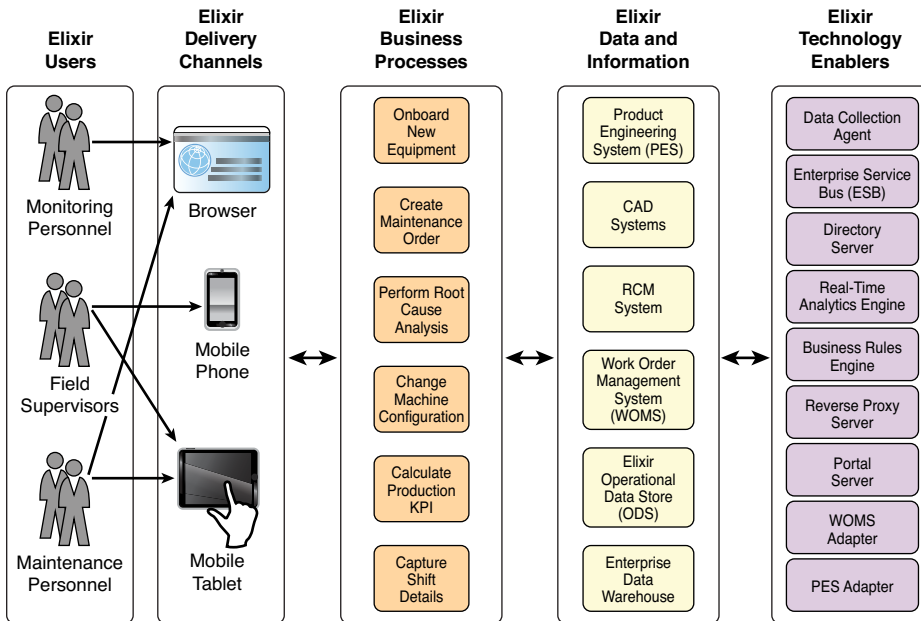 Elixir
Users
Elixir
Delivery
Channels
Elixir
Business
Processes
Elixir
Data and
Information
Elixir
Technology
Enablers
Monitoring
Personnel
Field
Supervisors
Maintenance
Personnel
Browser
Mobile
Phone
Mobile
Tablet
Onboard
New
Equipment
Create
Maintenance
Order
Perform Root
Cause
Analysis
Change
Machine
Configuration
Calculate
Production
KPI
Capture
Shift
Details
Product
Engineering
System (PES)
CAD
Systems
RCM
System
Work Order
Management
System
(WOMS)
Elixir
Operational
Data Store
(ODS)
Enterprise
Data
Warehouse
Data Collection
Agent
Enterprise Service
Bus (ESB)
Directory
Server
Real-Time
Analytics Engine
Business Rules
Engine
Reverse Proxy
Server
Portal
Server
WOMS
Adapter
PES Adapter